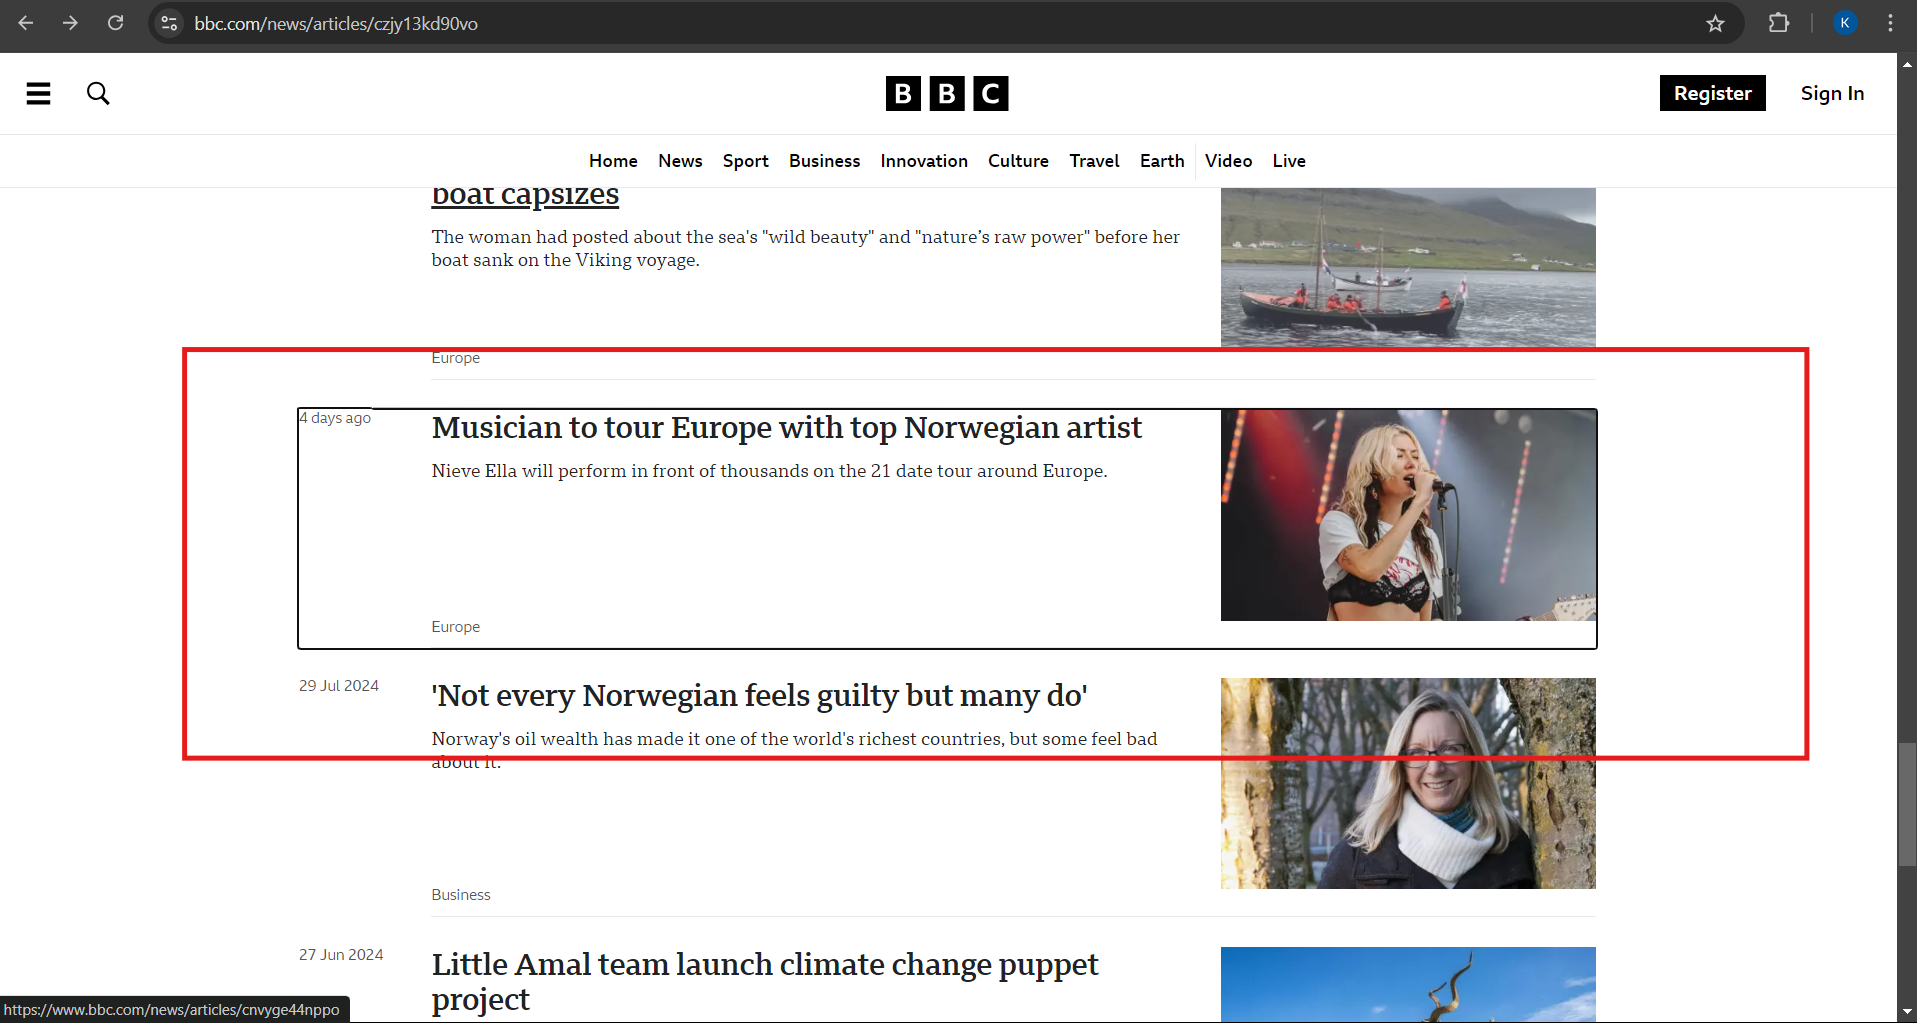 bbc.com/news/articles/czjy13kd90vo
K
BBC
Register
Sign In
Home News Sport Business Innovation Culture Travel Earth Video Live
boat capsizes
The woman had posted about the sea's "wild beauty" and "nature’s raw power" before her
boat sank on the Viking voyage.
Europe
4 days ago
Musician to tour Europe with top Norwegian artist
Nieve Ella will perform in front of thousands on the 21 date tour around Europe.
Europe
29 Jul 2024
'Not every Norwegian feels guilty but many do'
Norway's oil wealth has made it one of the world's richest countries, but some feel bad
about it.
Business
27 Jun 2024
Little Amal team launch climate change puppet
project
https://www.bbc.com/news/articles/cnvyge44nppo